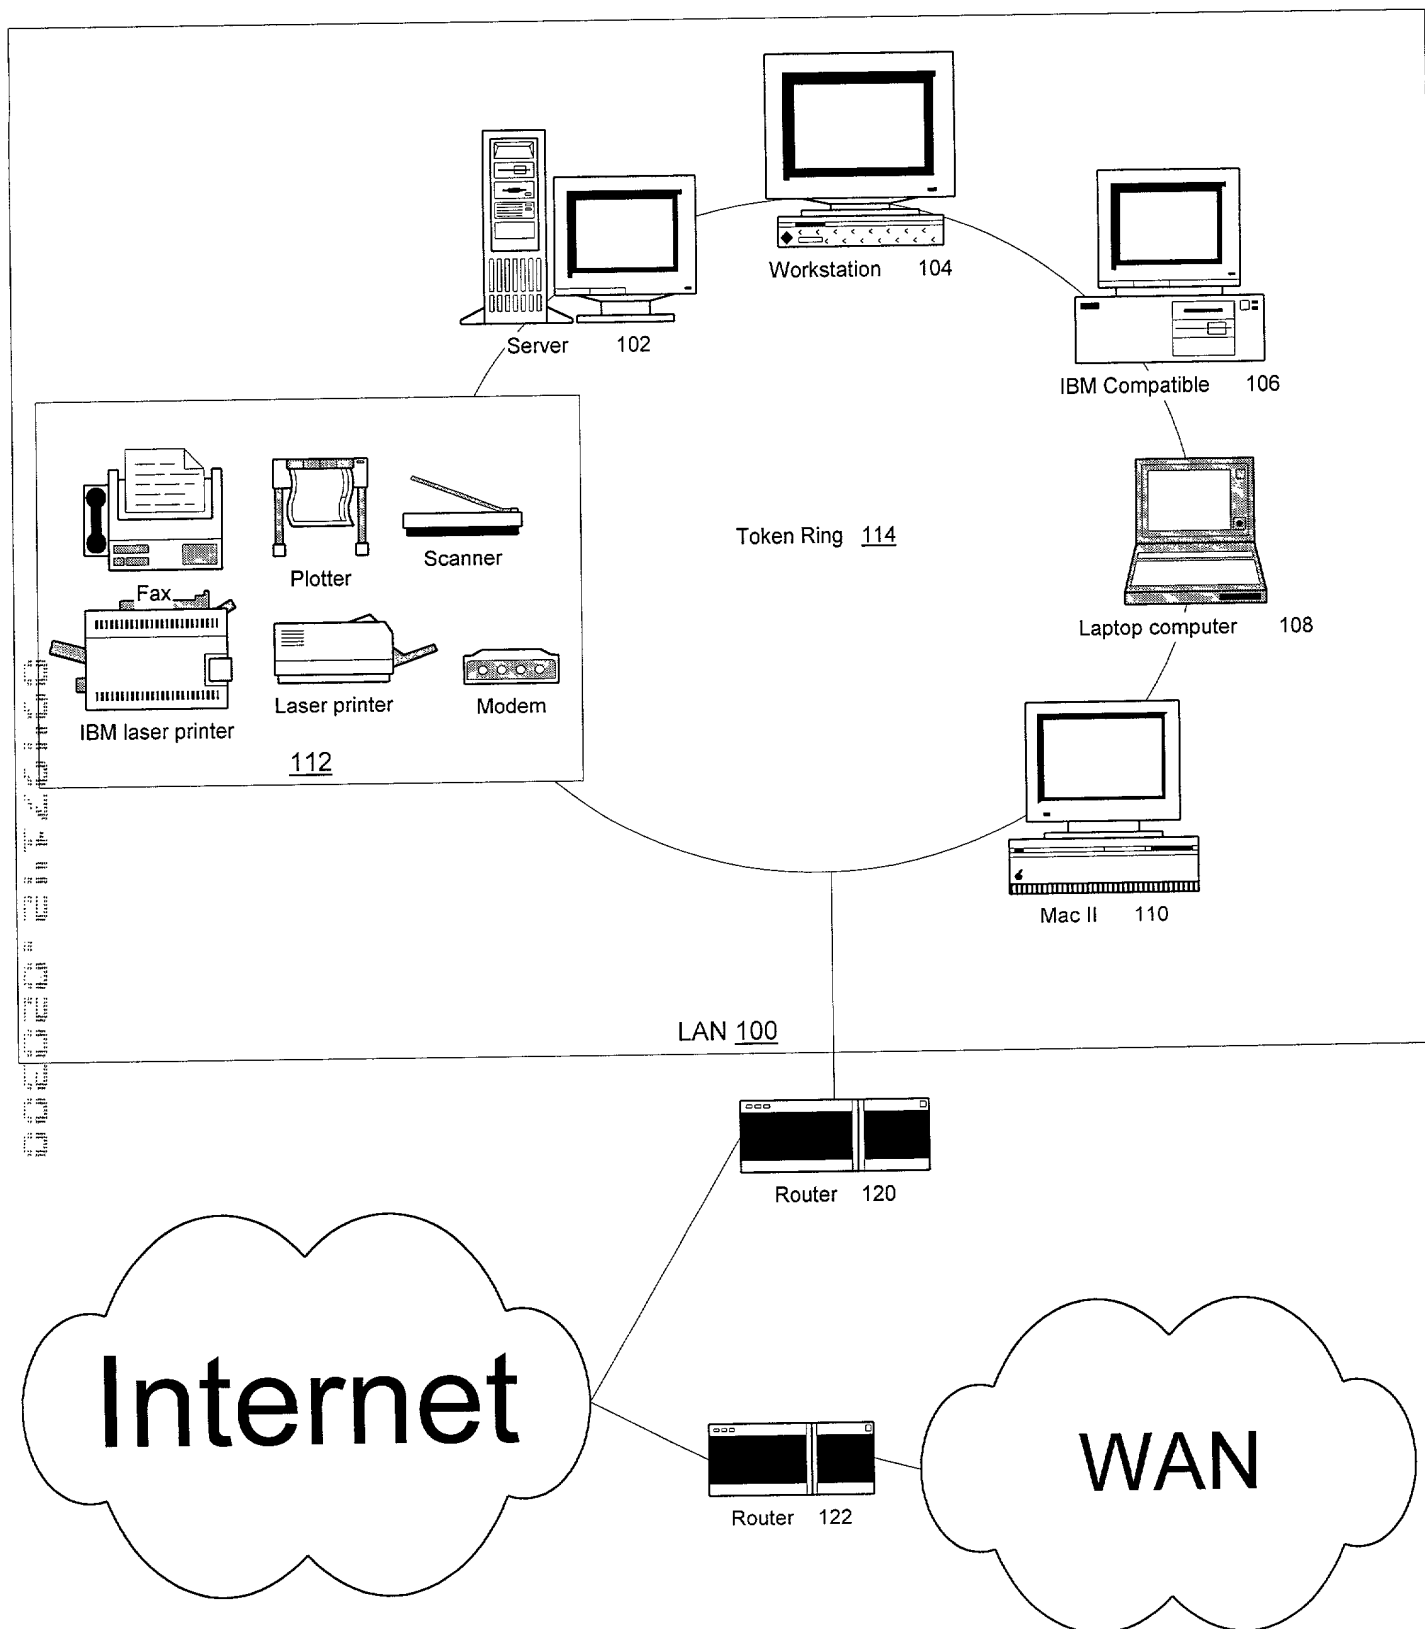 Workstation 104
Server 102
IBM Compatible 106
Token Ring 114
Fax
Plotter
Scanner
Laptop computer 108
IBM laser printer
Laser printer
Modem
112
Mac II 110
LAN 100
Router 120
Internet
WAN
Router 122